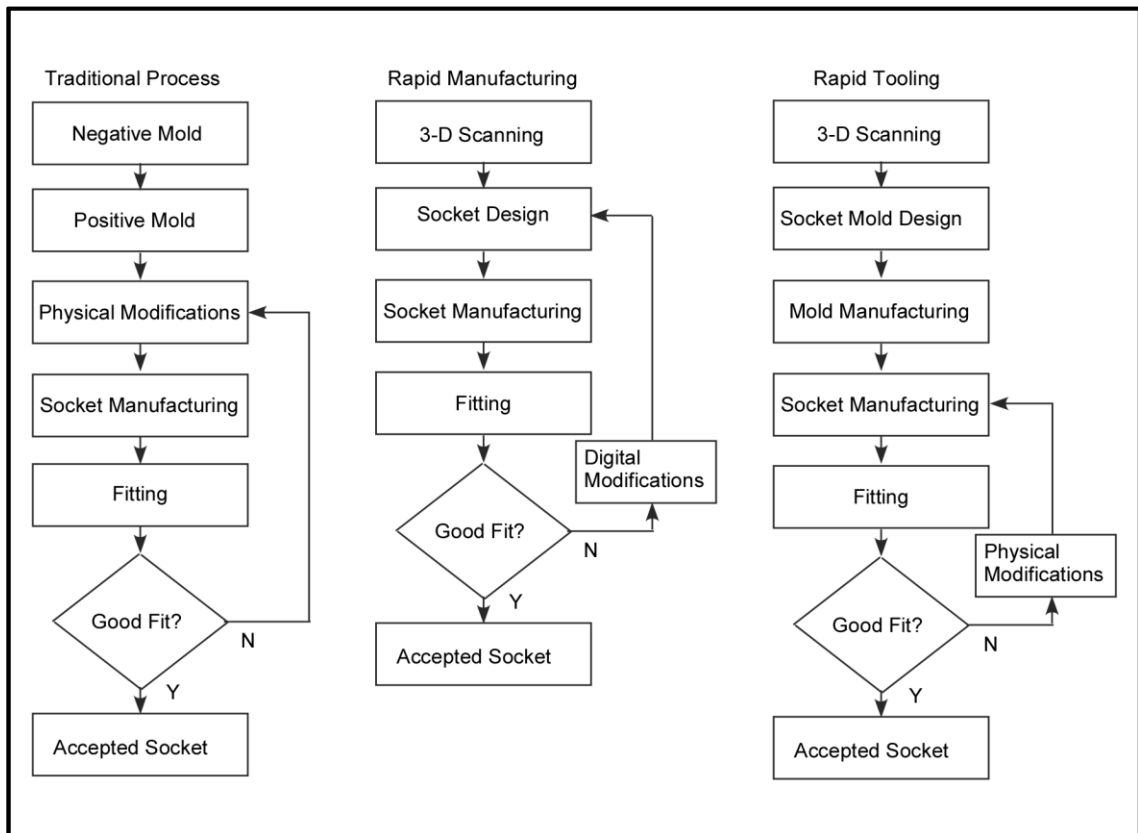 Traditional Process
Negative Mold
Positive Mold
Physical Modifications
Socket Manufacturing
Fitting
Good Fit?
N
Y
Accepted Socket
Rapid Manufacturing
3-D Scanning
Socket Design
Socket Manufacturing
Fitting
Digital
Modifications
Good Fit?
N
Y
Accepted Socket
Rapid Tooling
3-D Scanning
Socket Mold Design
Mold Manufacturing
Socket Manufacturing
Fitting
Physical
Modifications
Good Fit?
N
Y
Accepted Socket